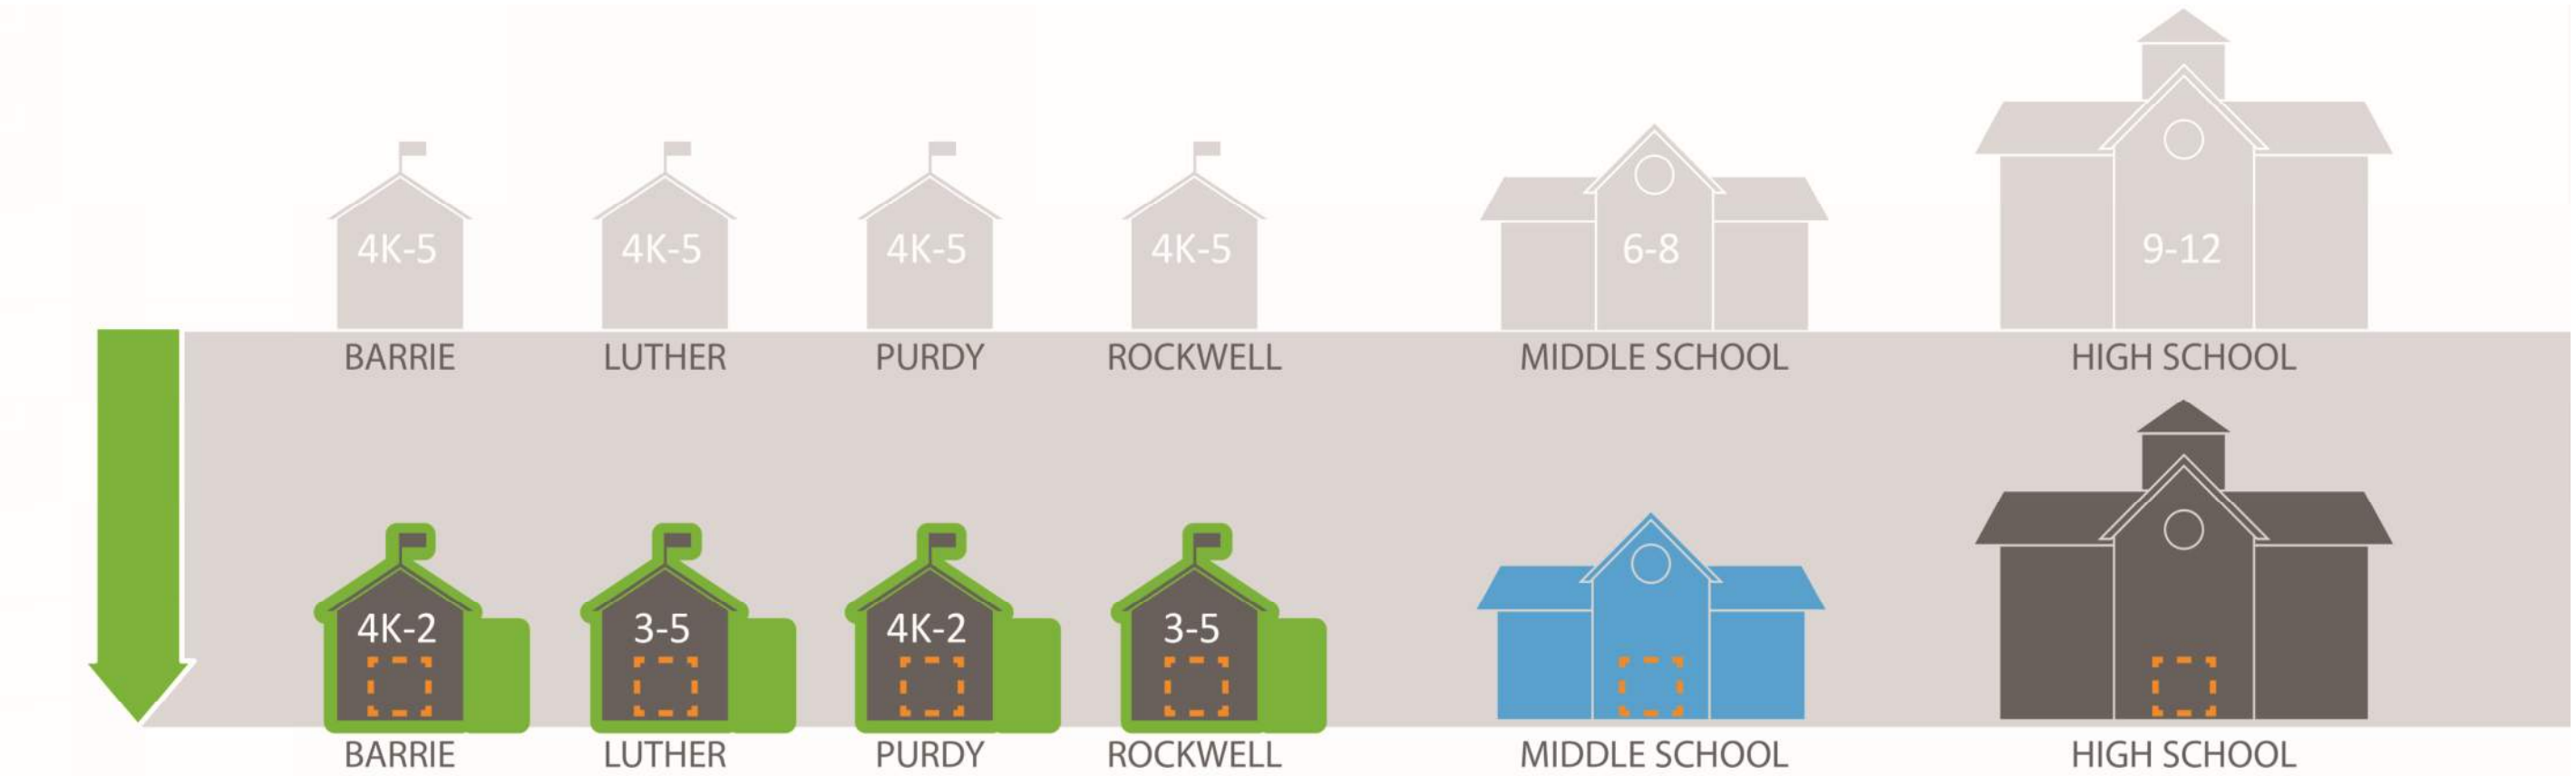 4K-5 4K-5 4K-5 4K-5 6-8 9-12
BARRIE LUTHER PURDY ROCKWELL MIDDLE SCHOOL HIGH SCHOOL
4K-2 3-5 4K-2 3-5
BARRIE LUTHER PURDY ROCKWELL MIDDLE SCHOOL HIGH SCHOOL